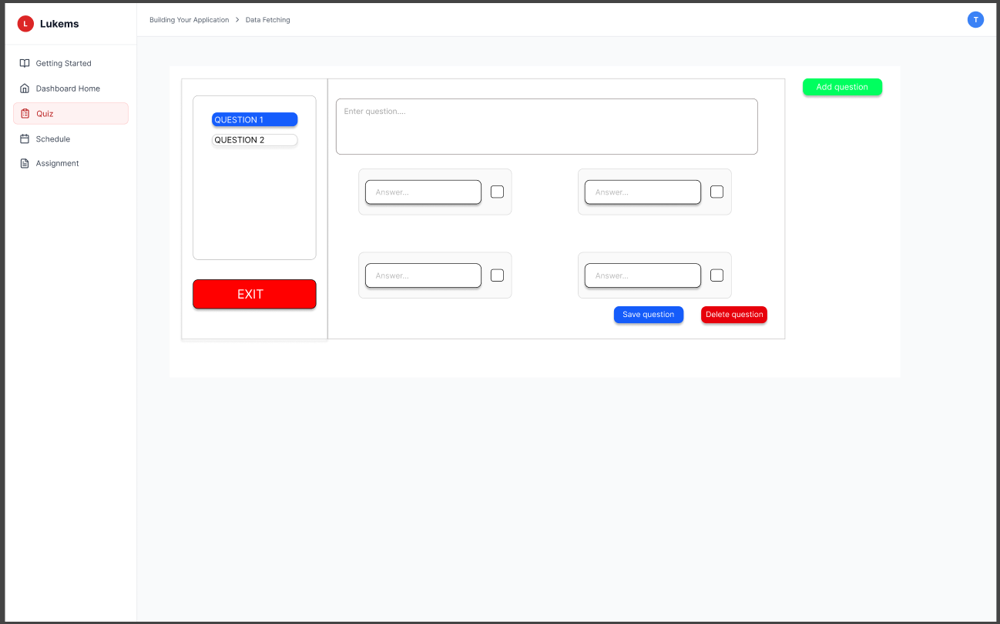 L Lukems
Building Your Application > Data Fetching
T
Getting Started
Dashboard Home
Quiz
Schedule
Assignment
QUESTION 1
QUESTION 2
EXIT
Enter question....
Answer...
Answer...
Answer...
Answer...
Save question
Delete question
Add question